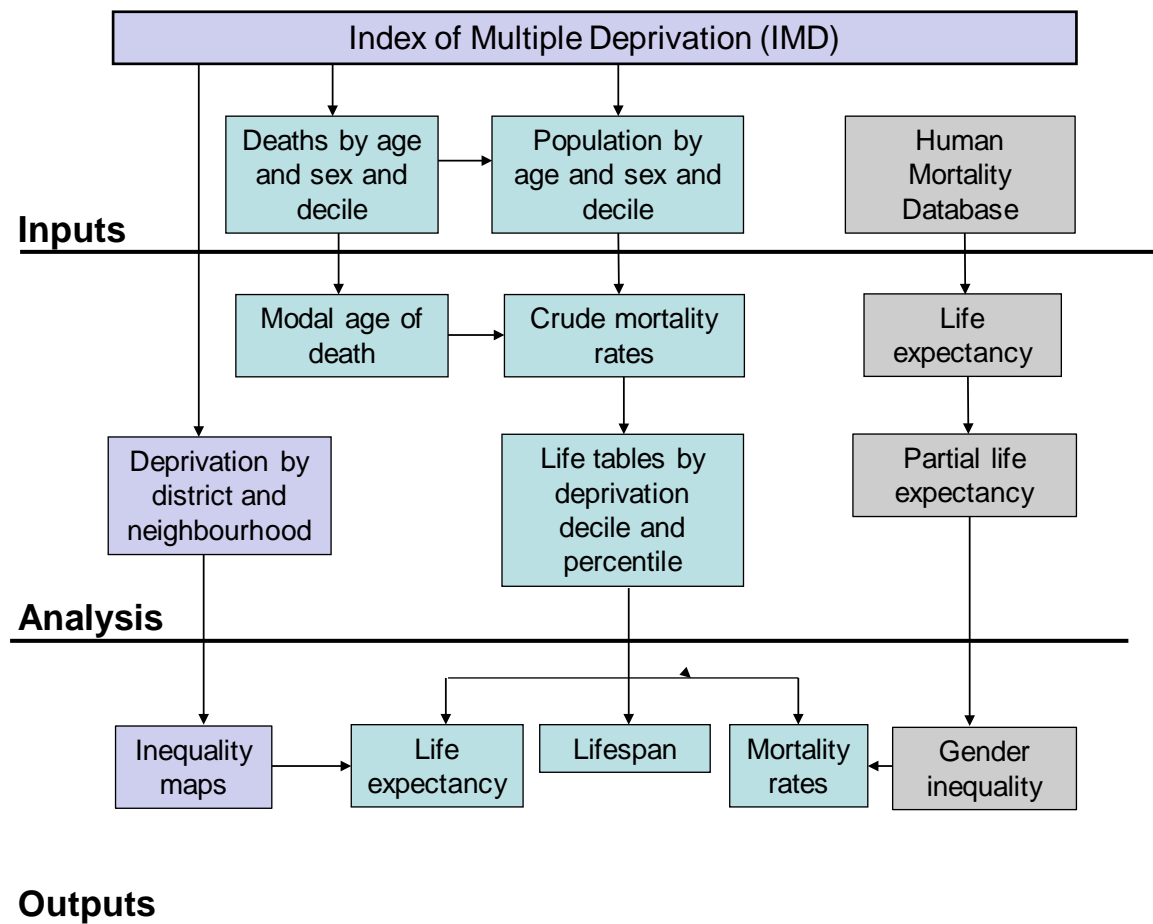 Index of Multiple Deprivation (IMD)
Deaths by age
and sex and
decile
Population by
age and sex and
decile
Human
Mortality
Database
Inputs
Modal age of
death
Crude mortality
rates
Life
expectancy
Deprivation by
district and
neighbourhood
Life tables by
deprivation
decile and
percentile
Partial life
expectancy
Analysis
Inequality
maps
Life
expectancy
Lifespan
Mortality
rates
Gender
inequality
Outputs